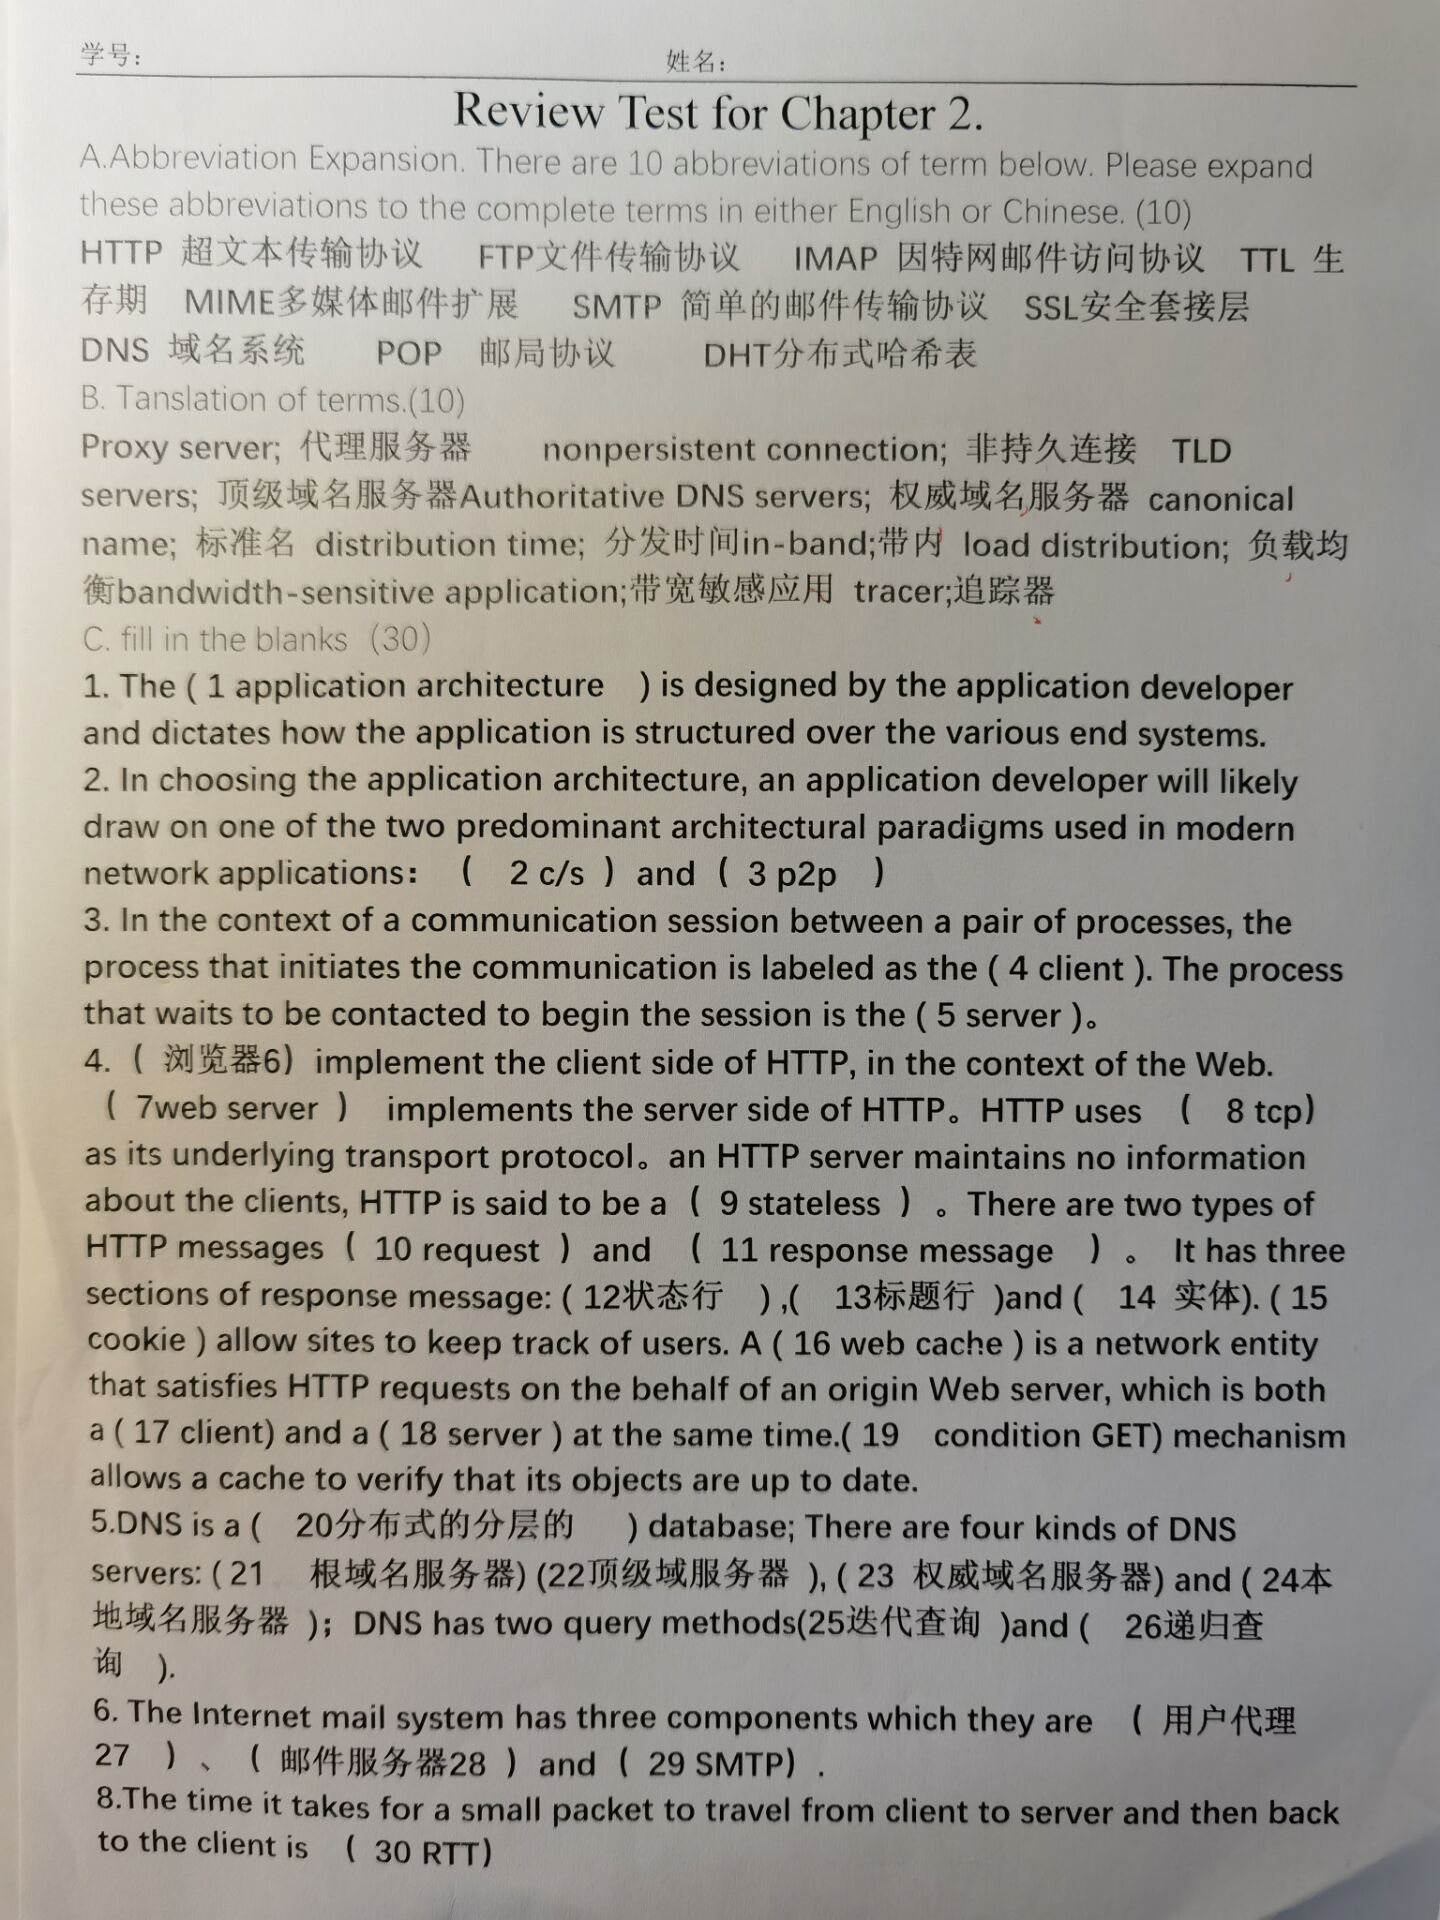 学号： 姓名：
Review Test for Chapter 2.
A.Abbreviation Expansion. There are 10 abbreviations of term below. Please expand
these abbreviations to the complete terms in either English or Chinese. (10)
HTTP 超文本传输协议 FTP文件传输协议 IMAP 因特网邮件访问协议 TTL 生
存期 MIME多媒体邮件扩展 SMTP 简单的邮件传输协议 SSL安全套接层
DNS 域名系统 POP 邮局协议 DHT分布式哈希表
B. Tanslation of terms.(10)
Proxy server; 代理服务器 nonpersistent connection; 非持久连接 TLD
servers; 顶级域名服务器Authoritative DNS servers; 权威域名服务器 canonical
name; 标准名 distribution time; 分发时间in-band;带内 load distribution; 负载均
衡bandwidth-sensitive application;带宽敏感应用 tracer;追踪器
C. fill in the blanks（30）
1. The ( 1 application architecture ) is designed by the application developer
and dictates how the application is structured over the various end systems.
2. In choosing the application architecture, an application developer will likely
draw on one of the two predominant architectural paradigms used in modern
network applications：（ 2 c/s ）and（ 3 p2p ）
3. In the context of a communication session between a pair of processes, the
process that initiates the communication is labeled as the ( 4 client ). The process
that waits to be contacted to begin the session is the ( 5 server )。
4.（ 浏览器6）implement the client side of HTTP, in the context of the Web.
（ 7web server ） implements the server side of HTTP。HTTP uses （ 8 tcp）
as its underlying transport protocol。an HTTP server maintains no information
about the clients, HTTP is said to be a（ 9 stateless ）。There are two types of
HTTP messages（ 10 request ）and （ 11 response message ）。 It has three
sections of response message: ( 12状态行 ) ,( 13标题行 )and ( 14 实体). ( 15
cookie ) allow sites to keep track of users. A ( 16 web cache ) is a network entity
that satisfies HTTP requests on the behalf of an origin Web server, which is both
a ( 17 client) and a ( 18 server ) at the same time.( 19 condition GET) mechanism
allows a cache to verify that its objects are up to date.
5.DNS is a ( 20分布式的分层的 ) database; There are four kinds of DNS
servers: ( 21 根域名服务器) (22顶级域服务器 ), ( 23 权威域名服务器) and ( 24本
地域名服务器 )；DNS has two query methods(25迭代查询 )and ( 26递归查
询 ).
6. The Internet mail system has three components which they are （ 用户代理
27 ）、（ 邮件服务器28 ）and（ 29 SMTP）.
8.The time it takes for a small packet to travel from client to server and then back
to the client is （ 30 RTT）